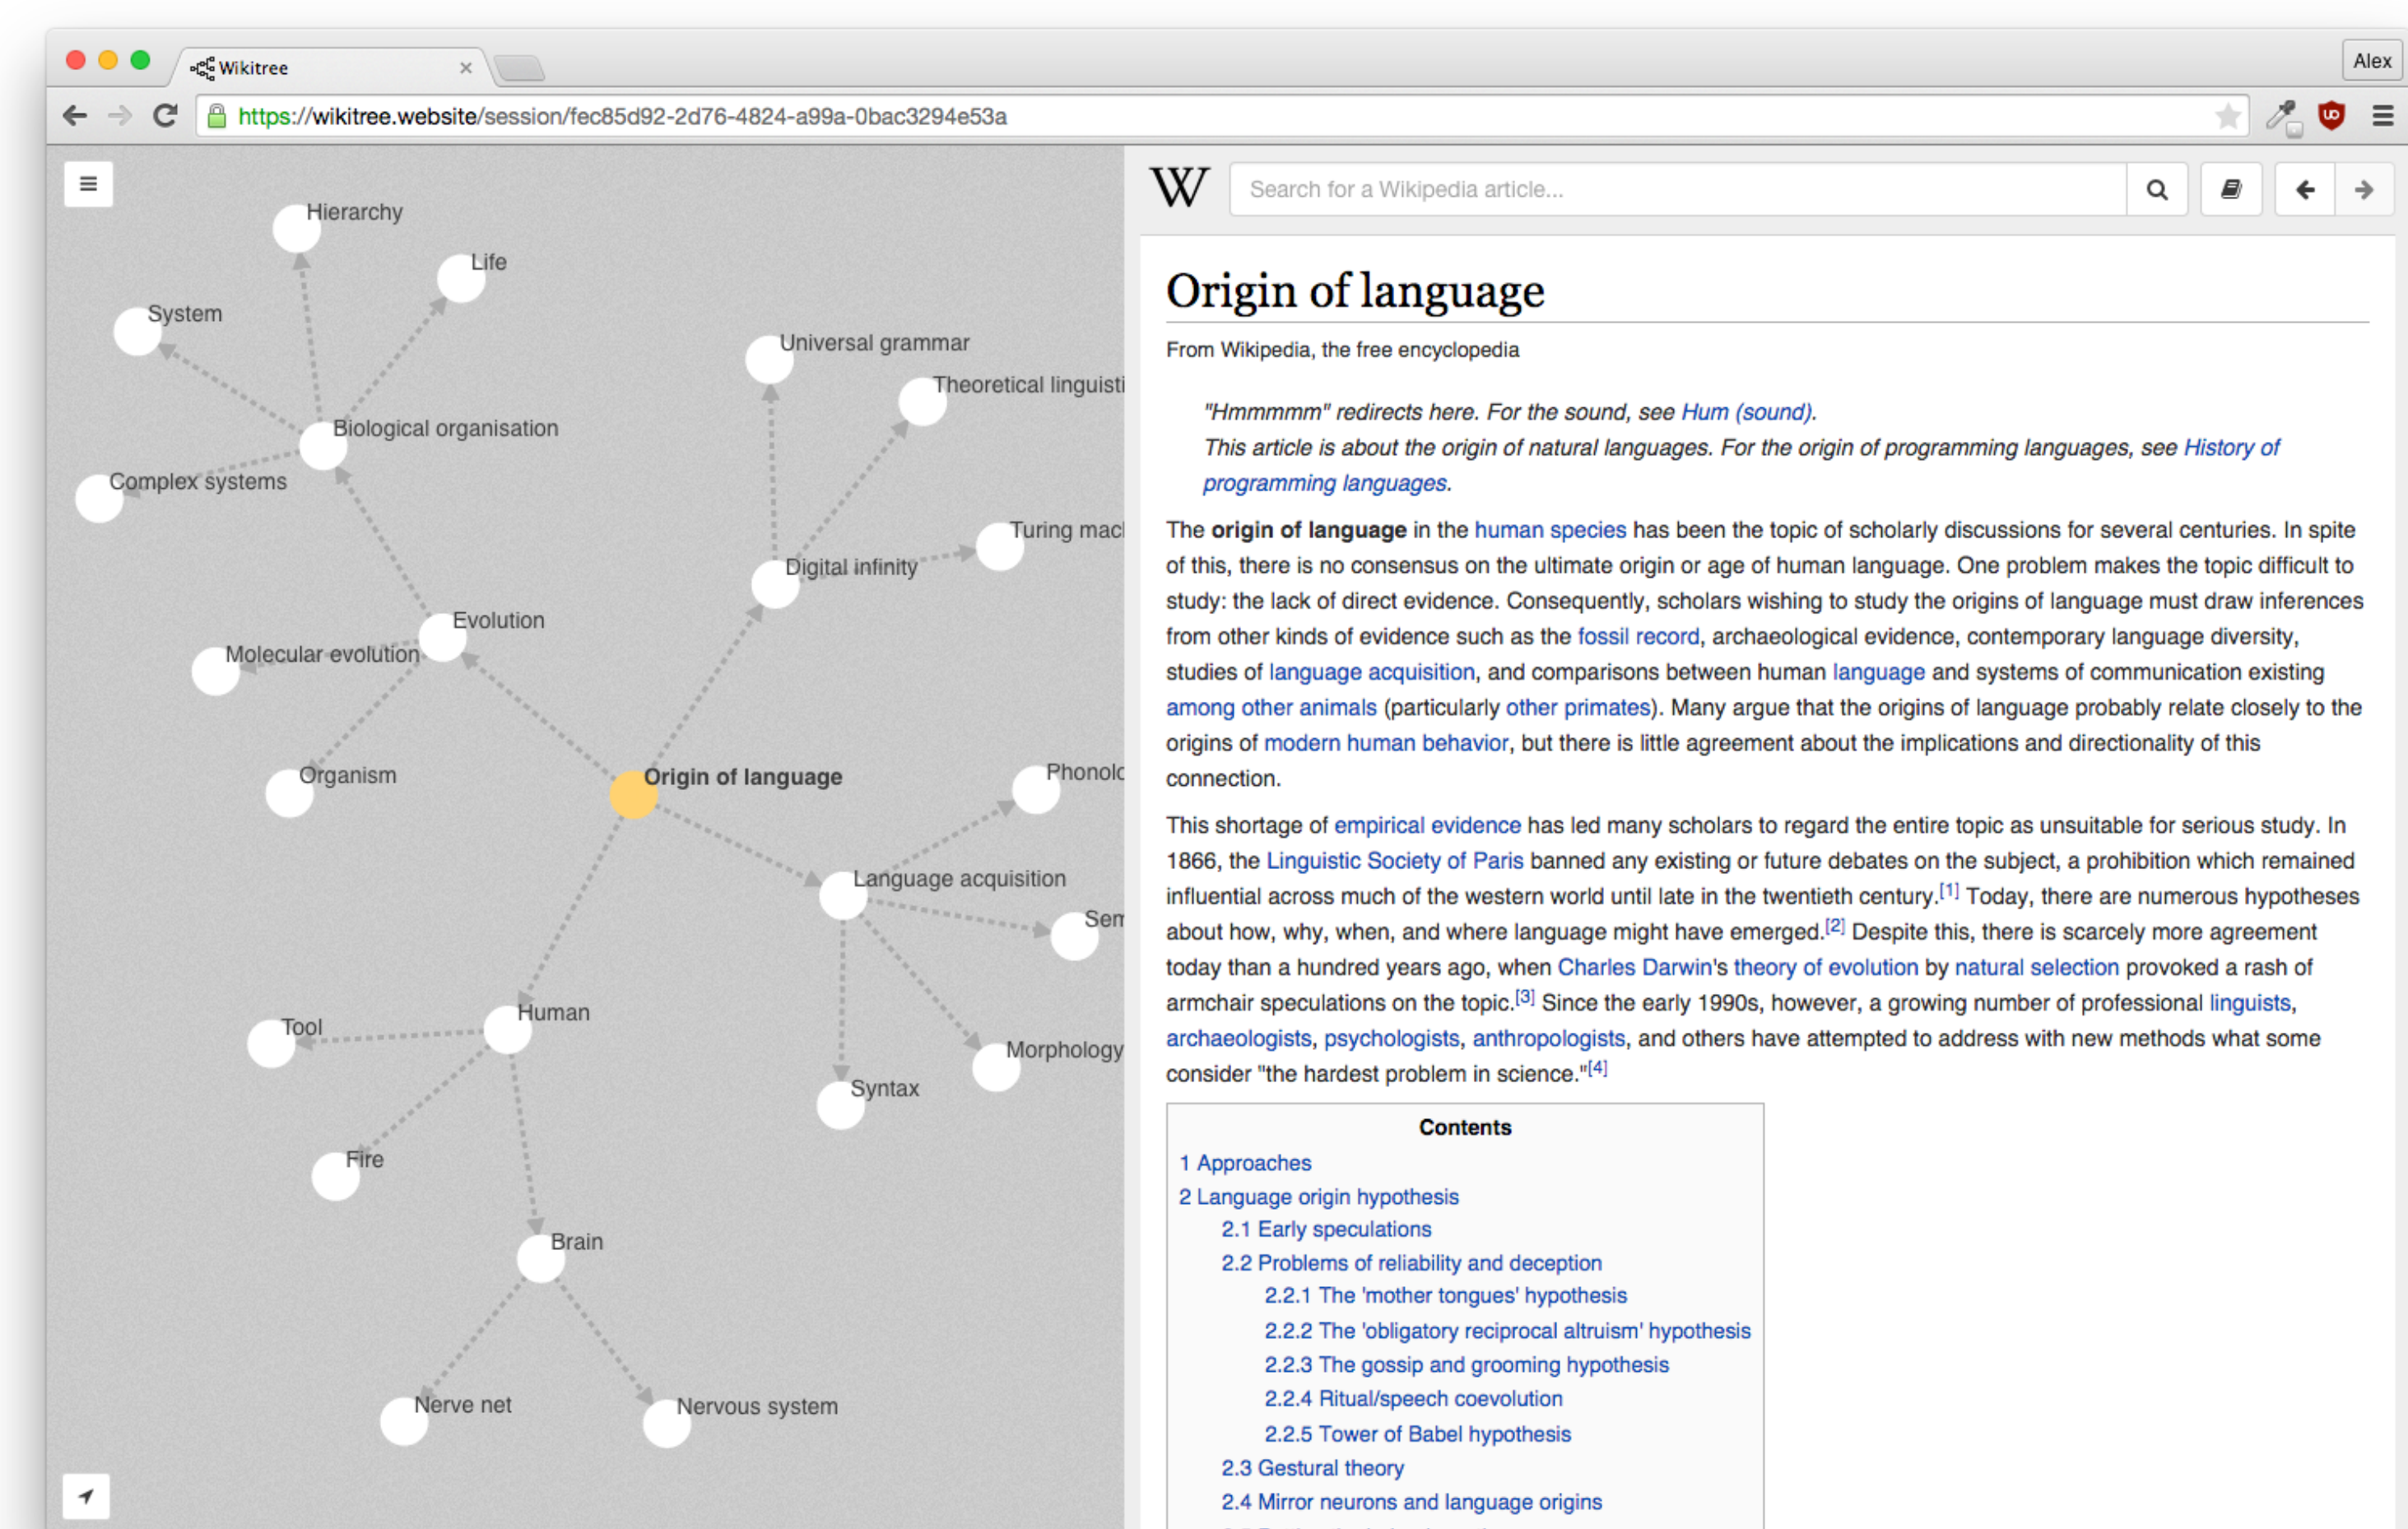 Wikitree
Alex
https://wikitree.website/session/fec85d92-2d76-4824-a99a-0bac3294e53a
Hierarchy
Life
System
Biological organisation
Complex systems
Evolution
Molecular evolution
Organism
Universal grammar
Theoretical
Turing
Digital infinity
Origin of language
Language acquisition
Morphology
Syntax
Human
Tool
Fire
Brain
Nerve net
Nervous system
W
Search for a Wikipedia article...
Origin of language
From Wikipedia, the free encyclopedia
"Hmmmmm" redirects here. For the sound, see Hum (sound).
This article is about the origin of natural languages. For the origin of programming languages, see History of
programming languages.
The origin of language in the human species has been the topic of scholarly discussions for several centuries. In spite
of this, there is no consensus on the ultimate origin or age of human language. One problem makes the topic difficult to
study: the lack of direct evidence. Consequently, scholars wishing to study the origins of language must draw inferences
from other kinds of evidence such as the fossil record, archaeological evidence, contemporary language diversity,
studies of language acquisition, and comparisons between human language and systems of communication existing
among other animals (particularly other primates). Many argue that the origins of language probably relate closely to the
origins of modern human behavior, but there is little agreement about the implications and directionality of this
connection.
This shortage of empirical evidence has led many scholars to regard the entire topic as unsuitable for serious study. In
1866, the Linguistic Society of Paris banned any existing or future debates on the subject, a prohibition which remained
influential across much of the western world until late in the twentieth century.[1] Today, there are numerous hypotheses
about how, why, when, and where language might have emerged.[2] Despite this, there is scarcely more agreement
today than a hundred years ago, when Charles Darwin's theory of evolution by natural selection provoked a rash of
armchair speculations on the topic.[3] Since the early 1990s, however, a growing number of professional linguists,
archaeologists, psychologists, anthropologists, and others have attempted to address with new methods what some
consider "the hardest problem in science."[4]
Contents
1 Approaches
2 Language origin hypothesis
2.1 Early speculations
2.2 Problems of reliability and deception
2.2.1 The 'mother tongues' hypothesis
2.2.2 The 'obligatory reciprocal altruism' hypothesis
2.2.3 The gossip and grooming hypothesis
2.2.4 Ritual/speech coevolution
2.2.5 Tower of Babel hypothesis
2.3 Gestural theory
2.4 Mirror neurons and language origins